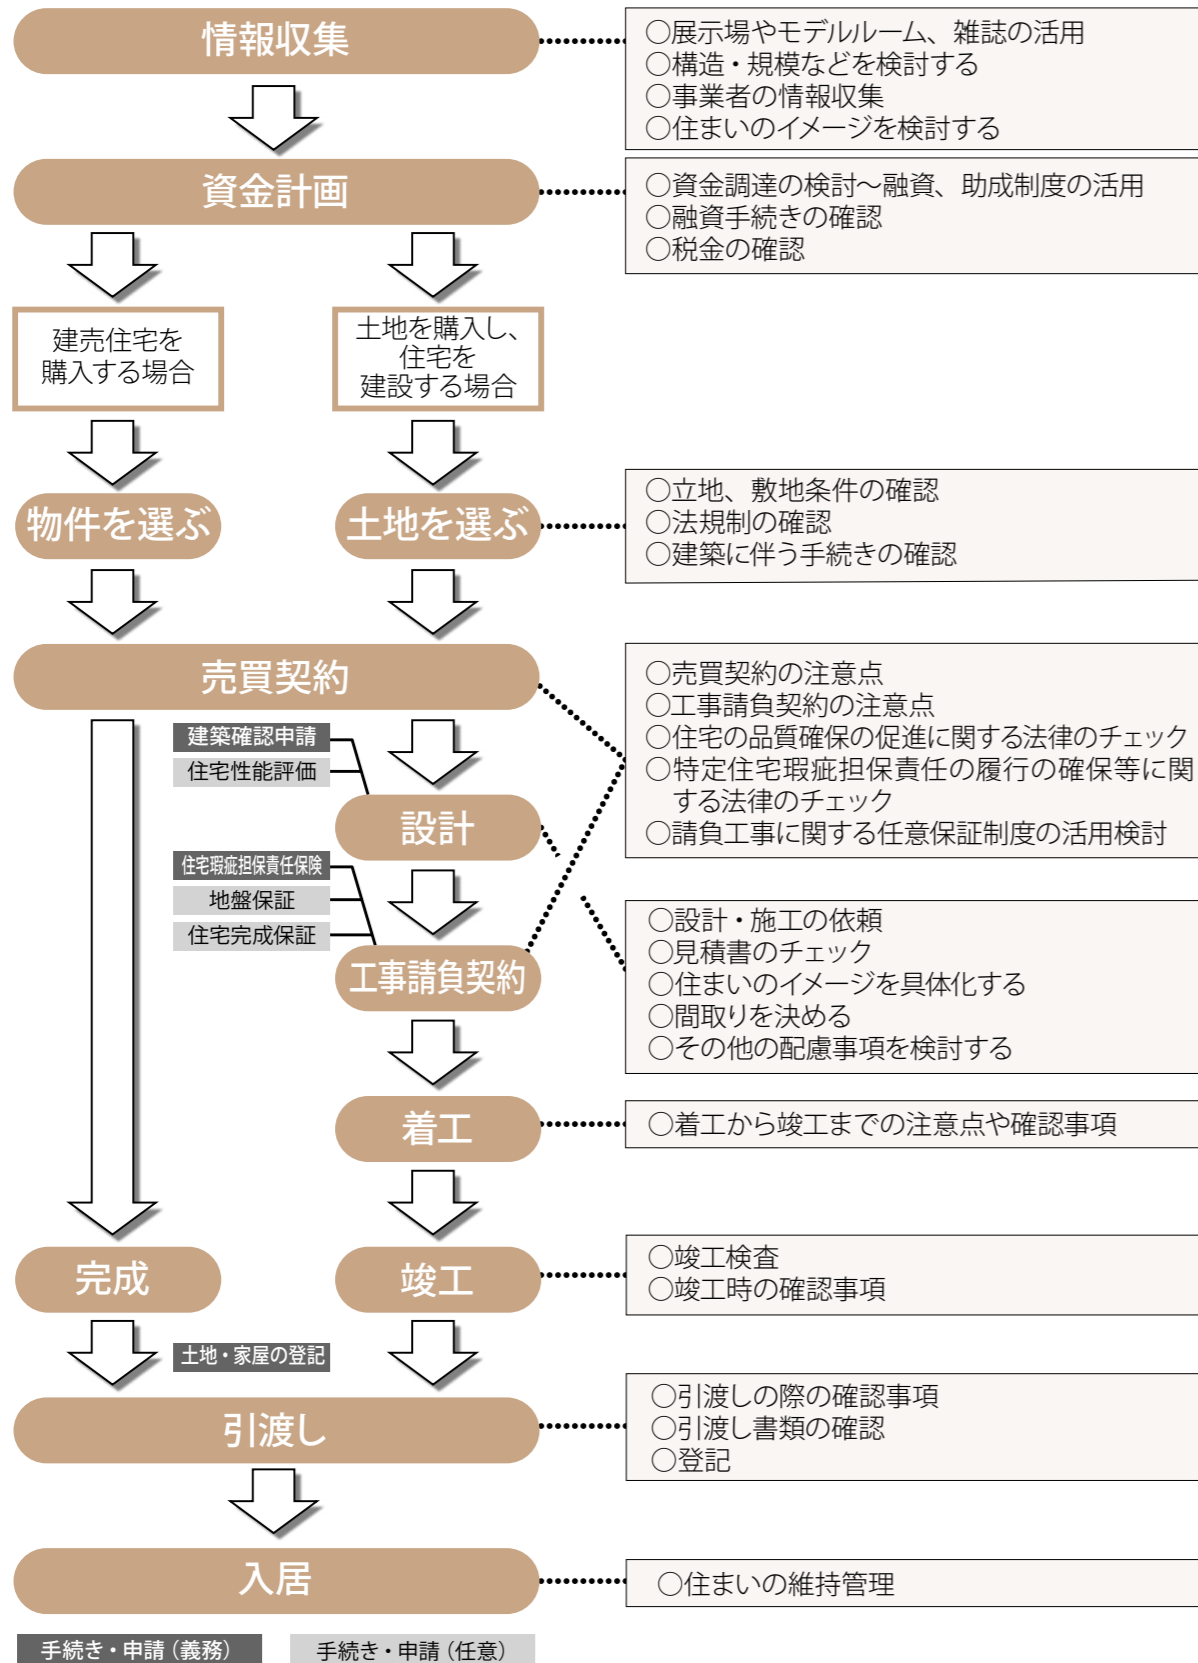 情報収集
○展示場やモデルルーム、雑誌の活用
○構造・規模などを検討する
○事業者の情報収集
○住まいのイメージを検討する
資金計画
○資金調達の検討～融資、助成制度の活用
○融資手続きの確認
○税金の確認
建売住宅を
購入する場合
土地を購入し、
住宅を
建設する場合
物件を選ぶ
土地を選ぶ
○立地、敷地条件の確認
○法規制の確認
○建築に伴う手続きの確認
売買契約
○売買契約の注意点
○工事請負契約の注意点
○住宅の品質確保の促進に関する法律のチェック
○特定住宅瑕疵担保責任の履行の確保等に関
する法律のチェック
○請負工事に関する任意保証制度の活用検討
建築確認申請
住宅性能評価
設計
住宅瑕疵担保責任保険
地盤保証
住宅完成保証
工事請負契約
○設計・施工の依頼
○見積書のチェック
○住まいのイメージを具体化する
○間取りを決める
○その他の配慮事項を検討する
着工
○着工から竣工までの注意点や確認事項
完成
竣工
○竣工検査
○竣工時の確認事項
土地・家屋の登記
引渡し
○引渡しの際の確認事項
○引渡し書類の確認
○登記
入居
○住まいの維持管理
手続き・申請（義務）
手続き・申請（任意）